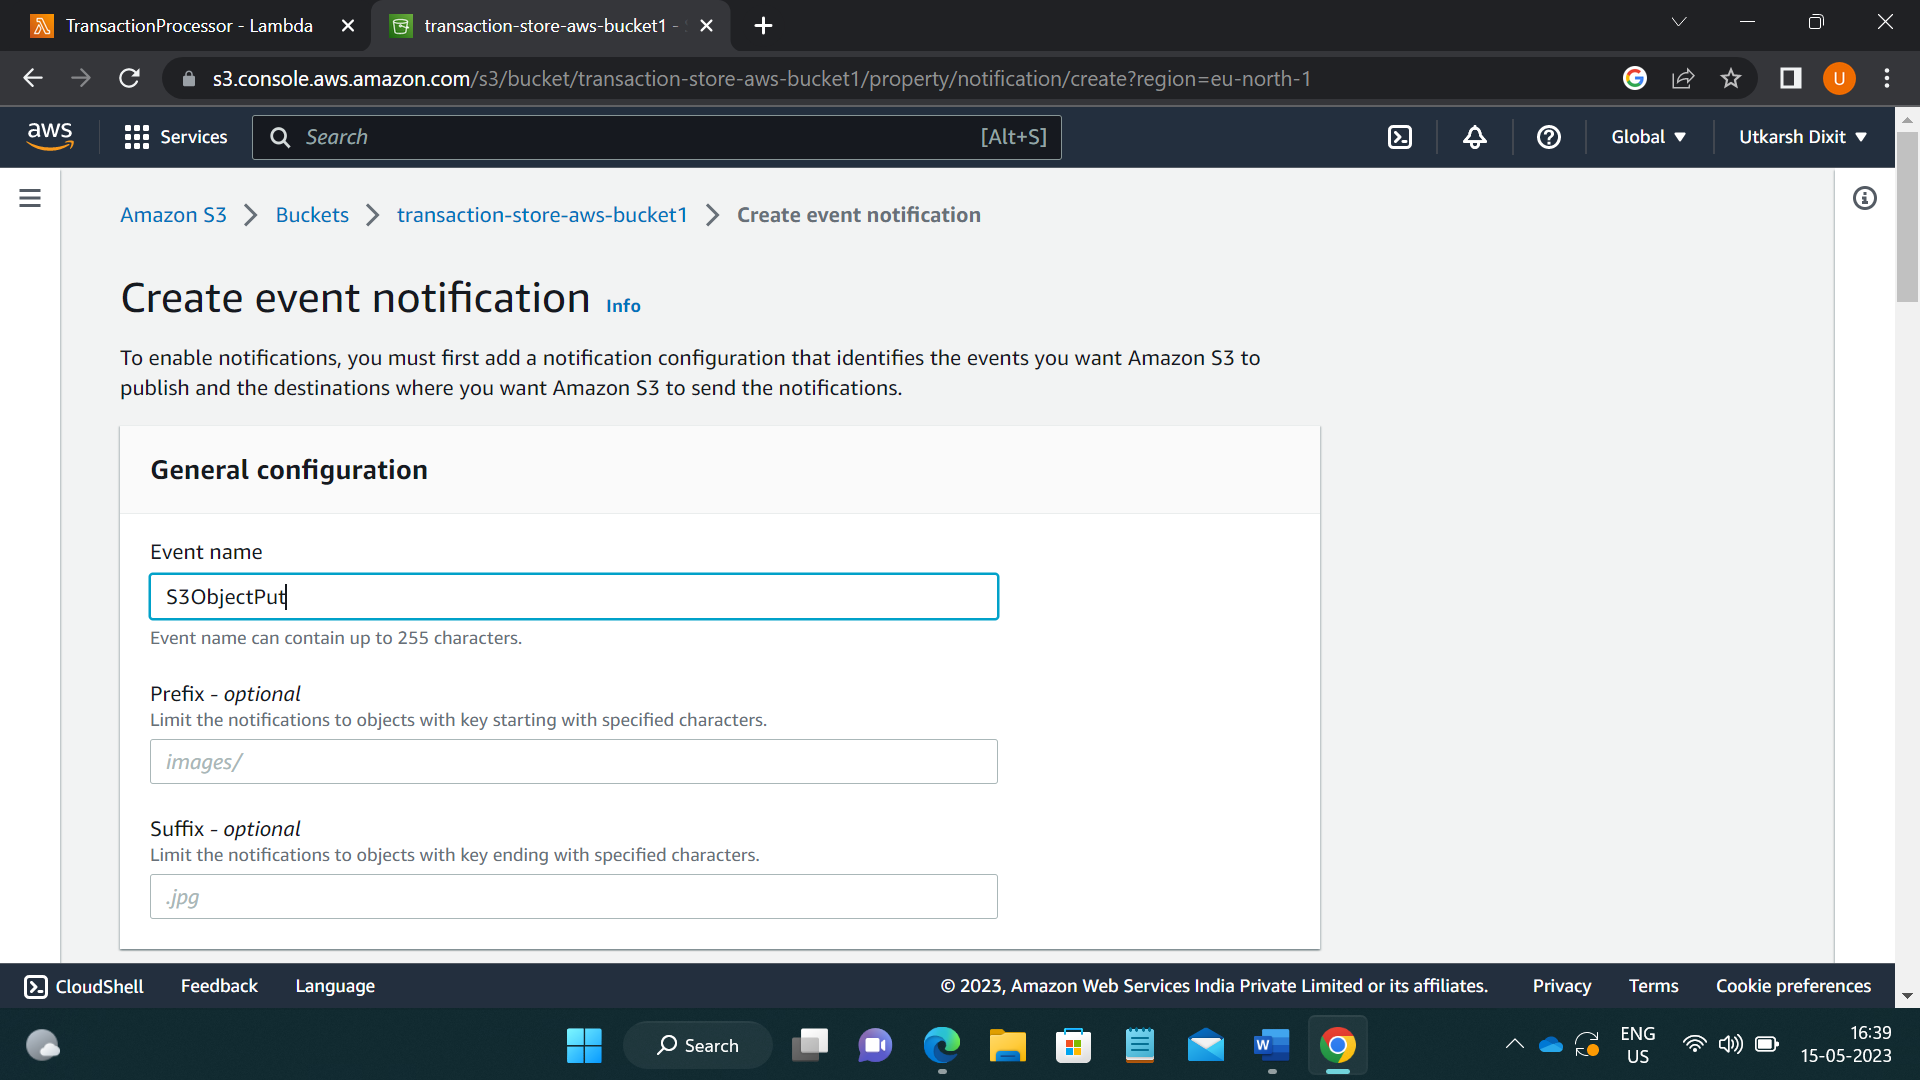 TransactionProcessor - Lambda
transaction-store-aws-bucket1 -
s3.console.aws.amazon.com/s3/bucket/transaction-store-aws-bucket1/property/notification/create?region=eu-north-1
U
aws
Services
Search
[Alt+S]
Global
Utkarsh Dixit
Amazon S3
Buckets
transaction-store-aws-bucket1
Create event notification
Create event notification Info
To enable notifications, you must first add a notification configuration that identifies the events you want Amazon S3 to
publish and the destinations where you want Amazon S3 to send the notifications.
General configuration
Event name
S3ObjectPut
Event name can contain up to 255 characters.
Prefix - optional
Limit the notifications to objects with key starting with specified characters.
images/
Suffix - optional
Limit the notifications to objects with key ending with specified characters.
.jpg
CloudShell
Feedback
Language
© 2023, Amazon Web Services India Private Limited or its affiliates.
Privacy
Terms
Cookie preferences
Search
W
ENG
US
16:39
15-05-2023